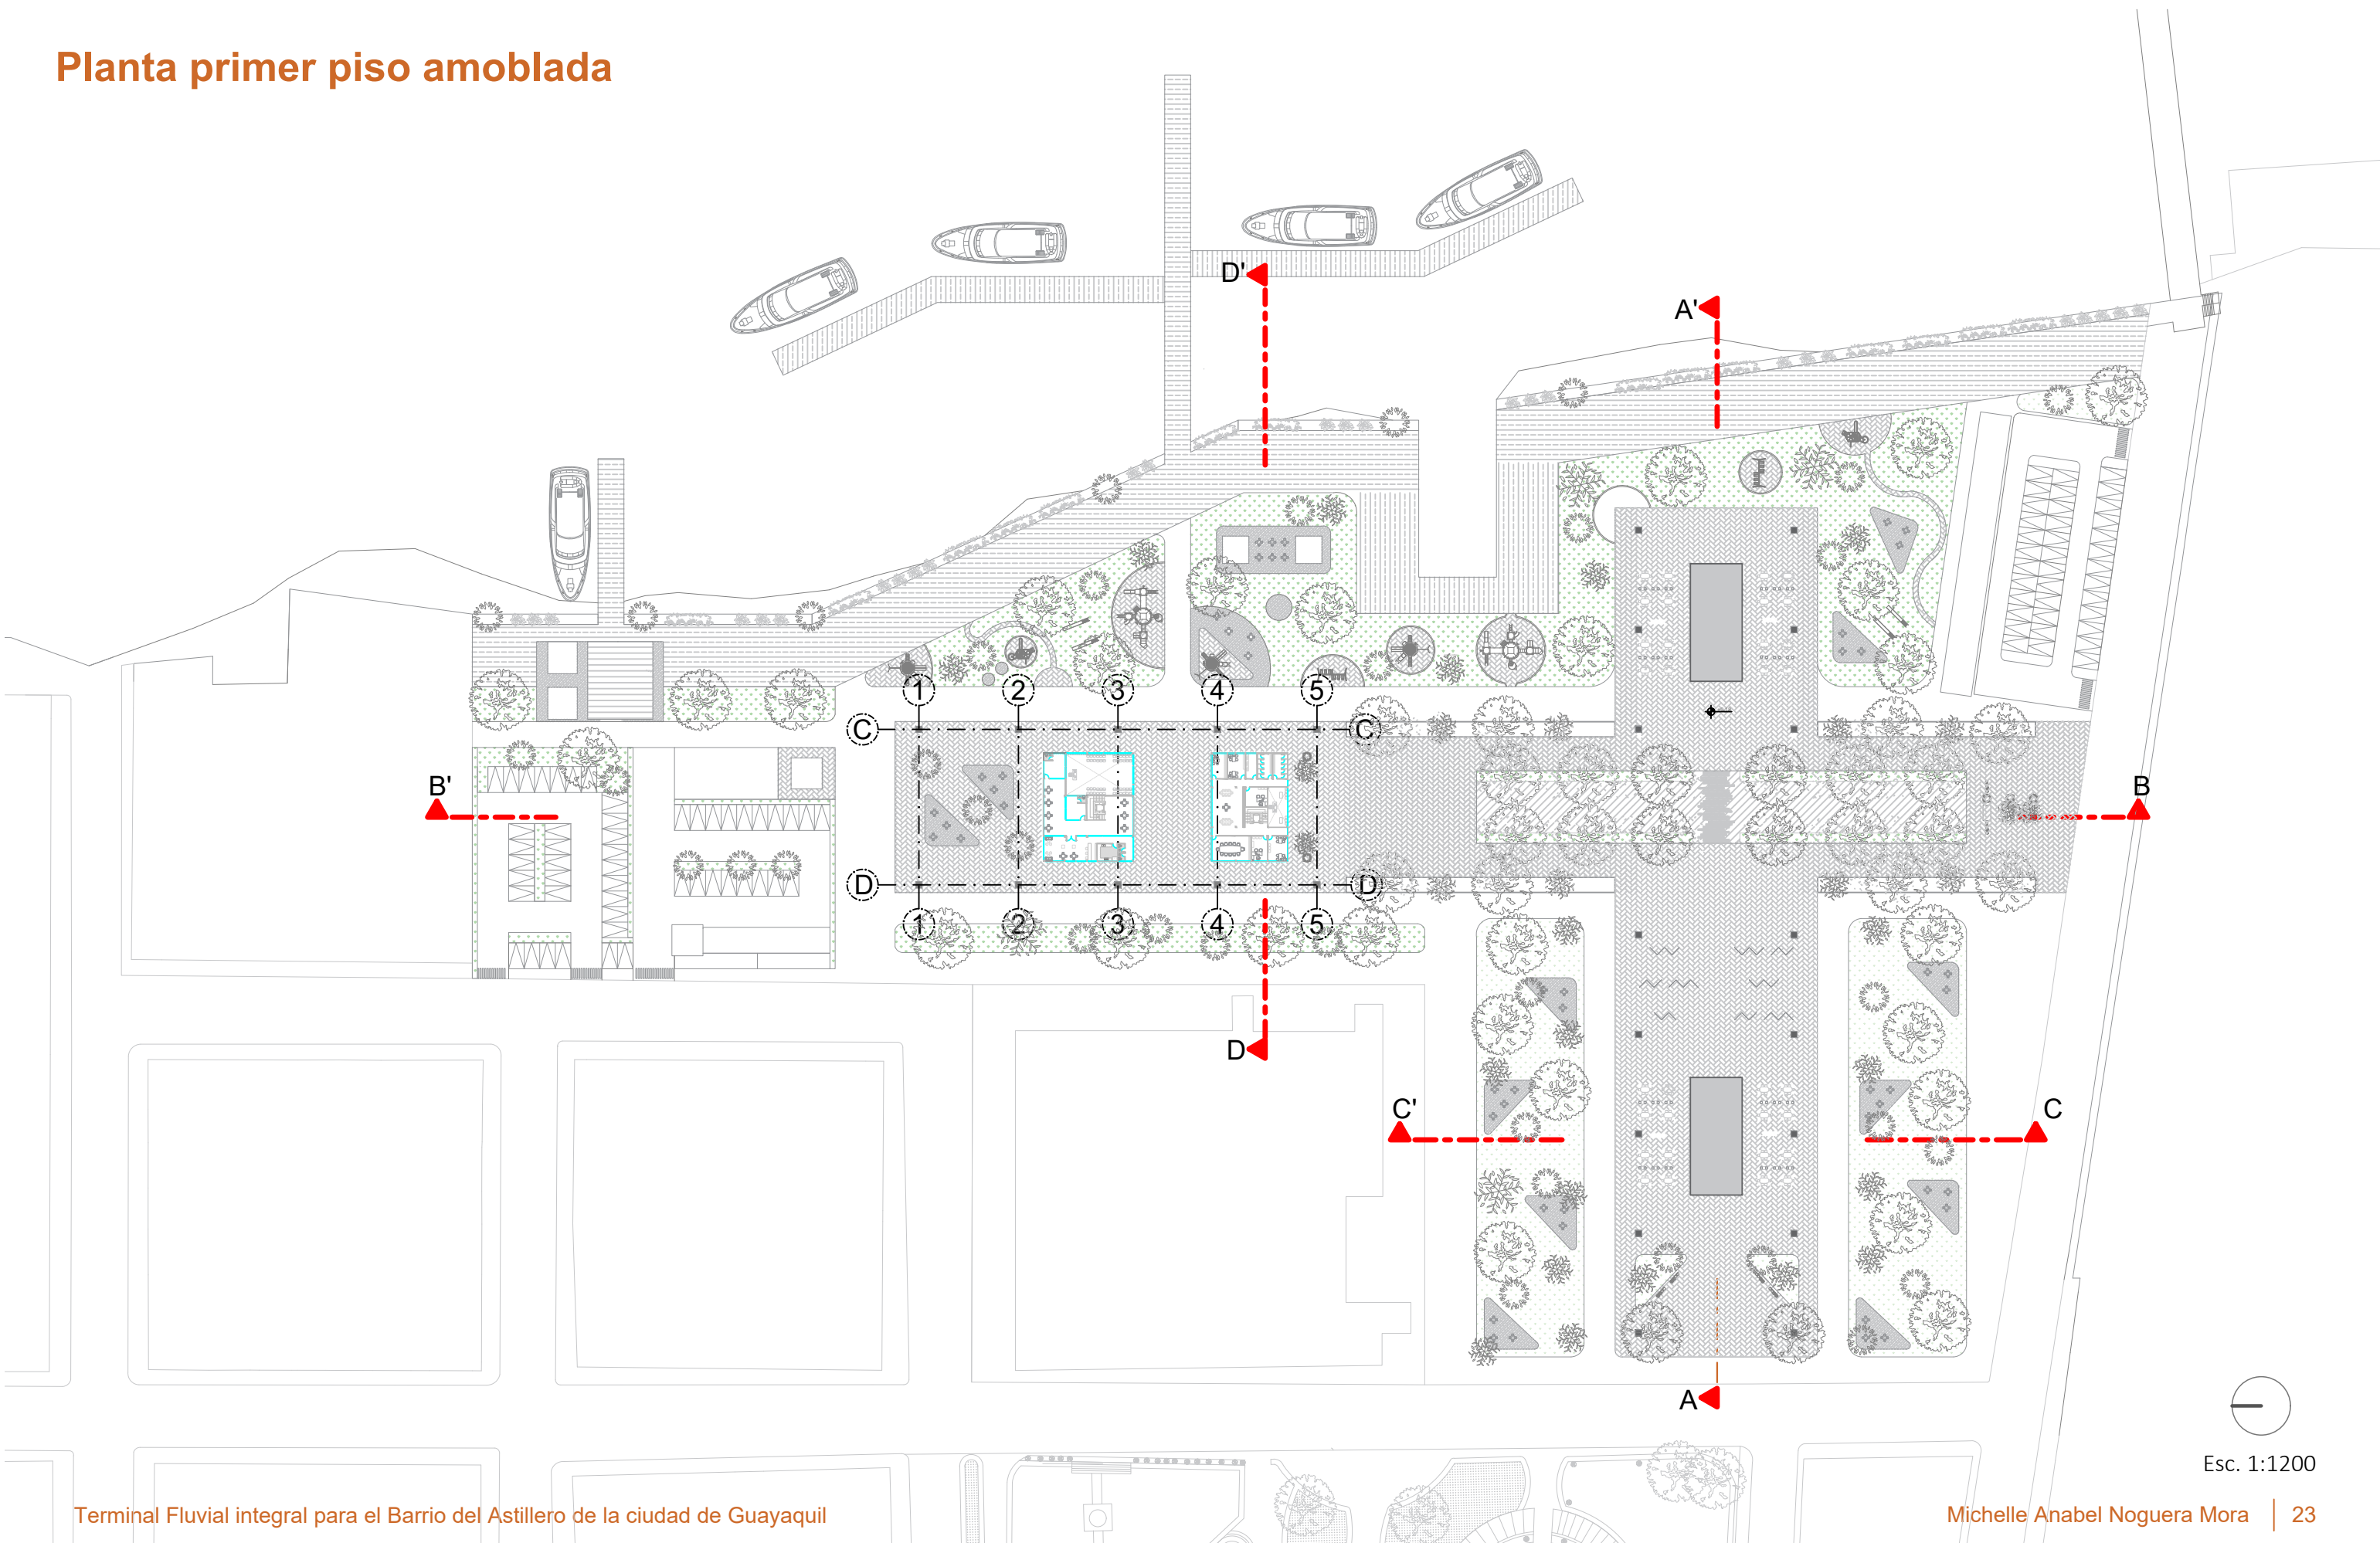 Planta primer piso amoblada
D'
A'
1 2 3 4 5
C C
B' B
D D
1 2 3 4 5
D
C' C
A
Esc. 1:1200
Terminal Fluvial integral para el Barrio del Astillero de la ciudad de Guayaquil
Michelle Anabel Noguera Mora | 23